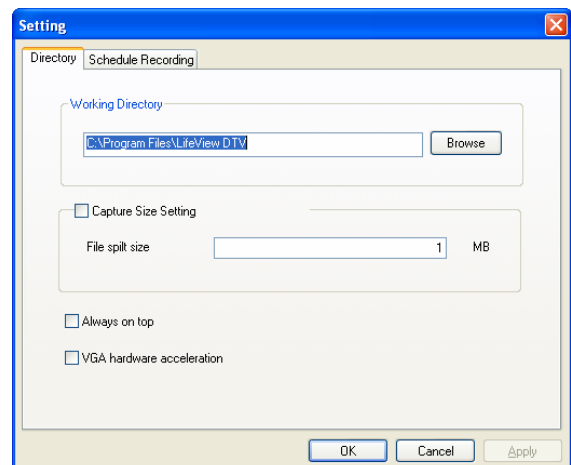 Setting
Directory Schedule Recording
Working Directory
C:\Program Files\LifeView DTV Browse
Capture Size Setting
File spilt size 1 MB
Always on top
VGA hardware acceleration
OK Cancel Apply